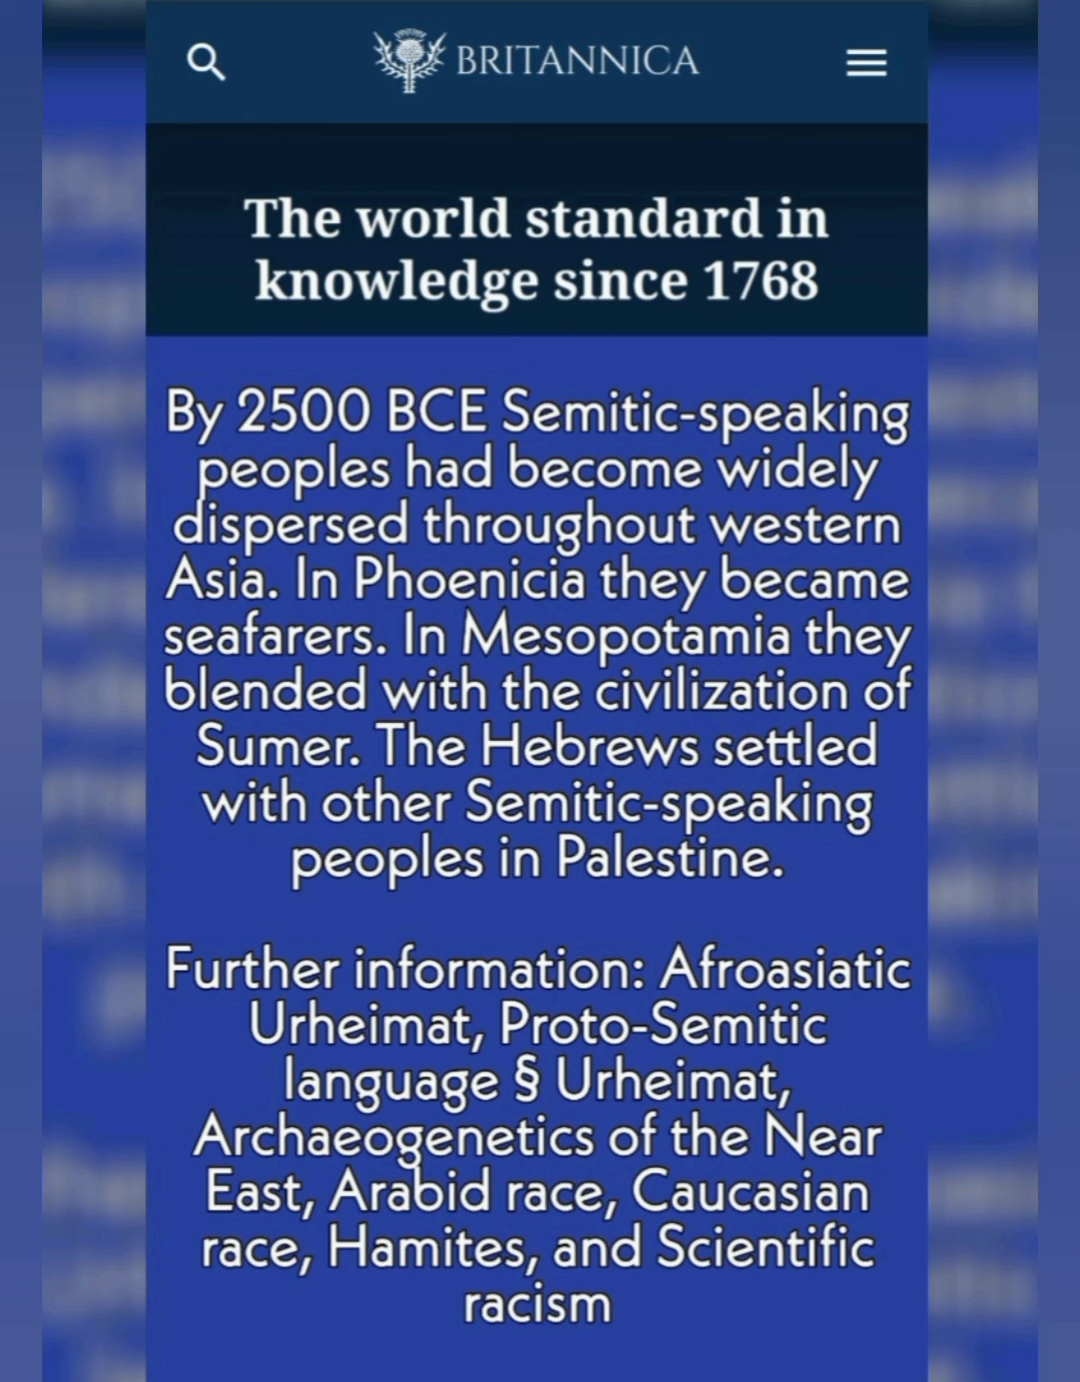 BRITANNICA
The world standard in
knowledge since 1768
By 2500 BCE Semitic-speaking
peoples had become widely
dispersed throughout western
Asia. In Phoenicia they became
seafarers. In Mesopotamia they
blended with the civilization of
Sumer. The Hebrews settled
with other Semitic-speaking
peoples in Palestine.
Further information: Afroasiatic
Urheimat, Proto-Semitic
language § Urheimat,
Archaeogenetics of the Near
East, Arabid race, Caucasian
race, Hamites, and Scientific
racism